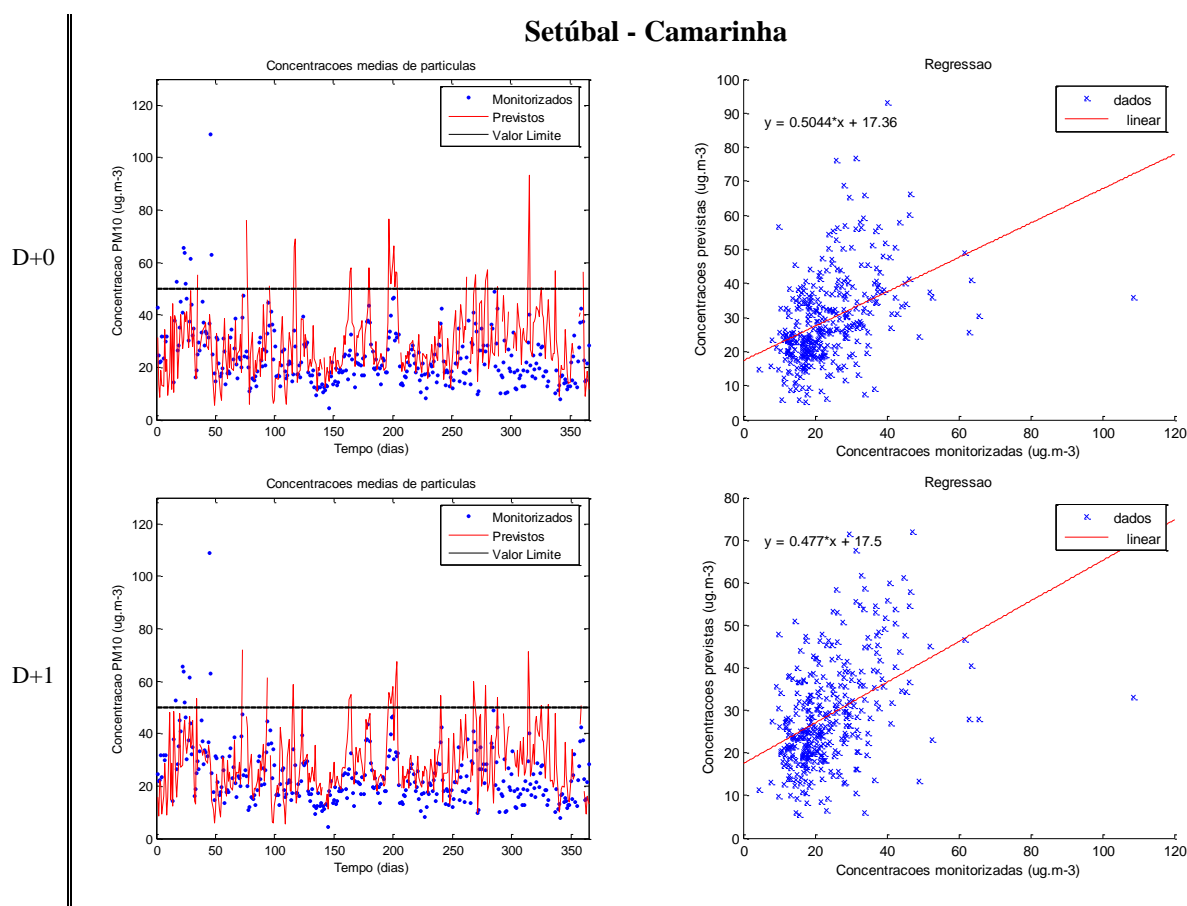 Setúbal - Camarinha
D+0
Concentracoes medias de particulas
Monitorizados
Previstos
Valor Limite
Concentracao PM10 (ug.m-3)
0
20
40
60
80
100
120
0 50 100 150 200 250 300 350
Tempo (dias)
Regressao
y = 0.5044*x + 17.36
dados
linear
Concentracoes previstas (ug.m-3)
0
10
20
30
40
50
60
70
80
90
100
0 20 40 60 80 100 120
Concentracoes monitorizadas (ug.m-3)
D+1
Concentracoes medias de particulas
Monitorizados
Previstos
Valor Limite
Concentracao PM10 (ug.m-3)
0
20
40
60
80
100
120
0 50 100 150 200 250 300 350
Tempo (dias)
Regressao
y = 0.477*x + 17.5
dados
linear
Concentracoes previstas (ug.m-3)
0
10
20
30
40
50
60
70
80
0 20 40 60 80 100 120
Concentracoes monitorizadas (ug.m-3)